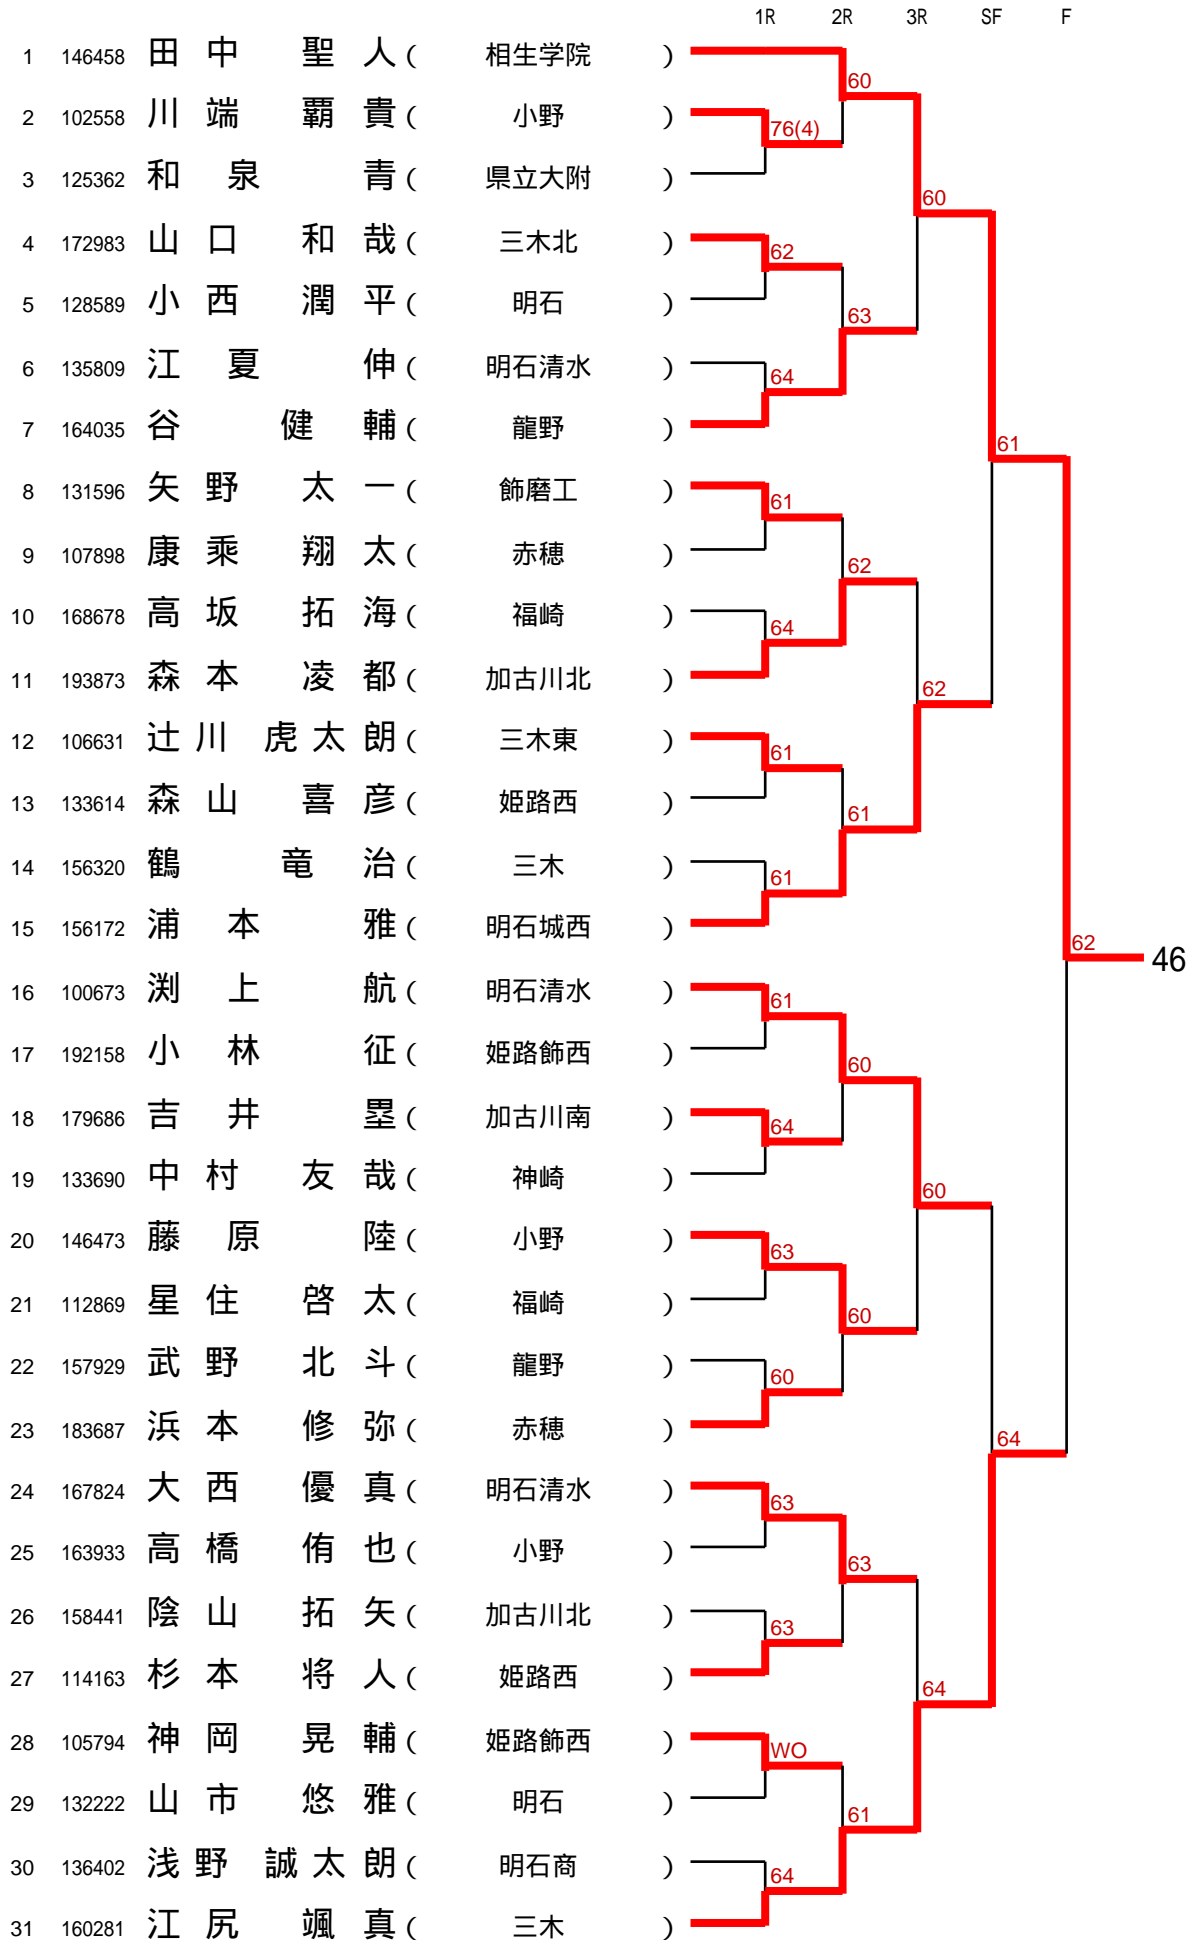 1R 2R 3R SF F
1 146458 田中 聖人 ( 相生学院 )
60
2 102558 川端 覇貴 ( 小野 )
76(4)
3 125362 和泉 青 ( 県立大附 )
60
4 172983 山口 和哉 ( 三木北 )
62
5 128589 小西 潤平 ( 明石 )
63
6 135809 江夏 伸 ( 明石清水 )
64
7 164035 谷 健輔 ( 龍野 )
61
8 131596 矢野 太一 ( 飾磨工 )
61
9 107898 康乘 翔太 ( 赤穂 )
62
10 168678 高坂 拓海 ( 福崎 )
64
11 193873 森本 凌都 ( 加古川北 )
62
12 106631 辻川 虎太朗 ( 三木東 )
61
13 133614 森山 喜彦 ( 姫路西 )
61
14 156320 鶴 竜治 ( 三木 )
61
15 156172 浦本 雅 ( 明石城西 )
62 46
16 100673 渕上 航 ( 明石清水 )
61
17 192158 小林 征 ( 姫路飾西 )
60
18 179686 吉井 塁 ( 加古川南 )
64
19 133690 中村 友哉 ( 神崎 )
60
20 146473 藤原 陸 ( 小野 )
63
21 112869 星住 啓太 ( 福崎 )
60
22 157929 武野 北斗 ( 龍野 )
60
23 183687 浜本 修弥 ( 赤穂 )
64
24 167824 大西 優真 ( 明石清水 )
63
25 163933 高橋 侑也 ( 小野 )
63
26 158441 陰山 拓矢 ( 加古川北 )
63
27 114163 杉本 将人 ( 姫路西 )
64
28 105794 神岡 晃輔 ( 姫路飾西 )
WO
29 132222 山市 悠雅 ( 明石 )
61
30 136402 浅野 誠太朗 ( 明石商 )
64
31 160281 江尻 颯真 ( 三木 )